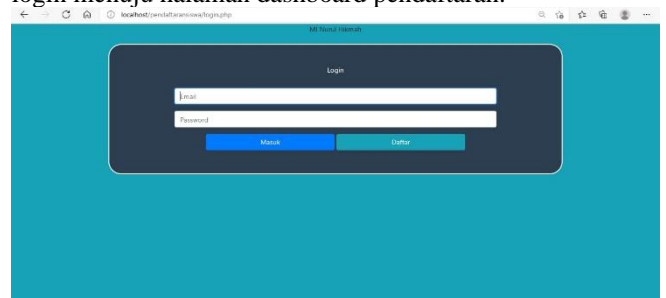 login menuju halaman dashboard pendaftaran.
localhost/pendaftaransiswa/login.php
MI Nurul Hikmah
Login
Email
Password
Masuk
Daftar